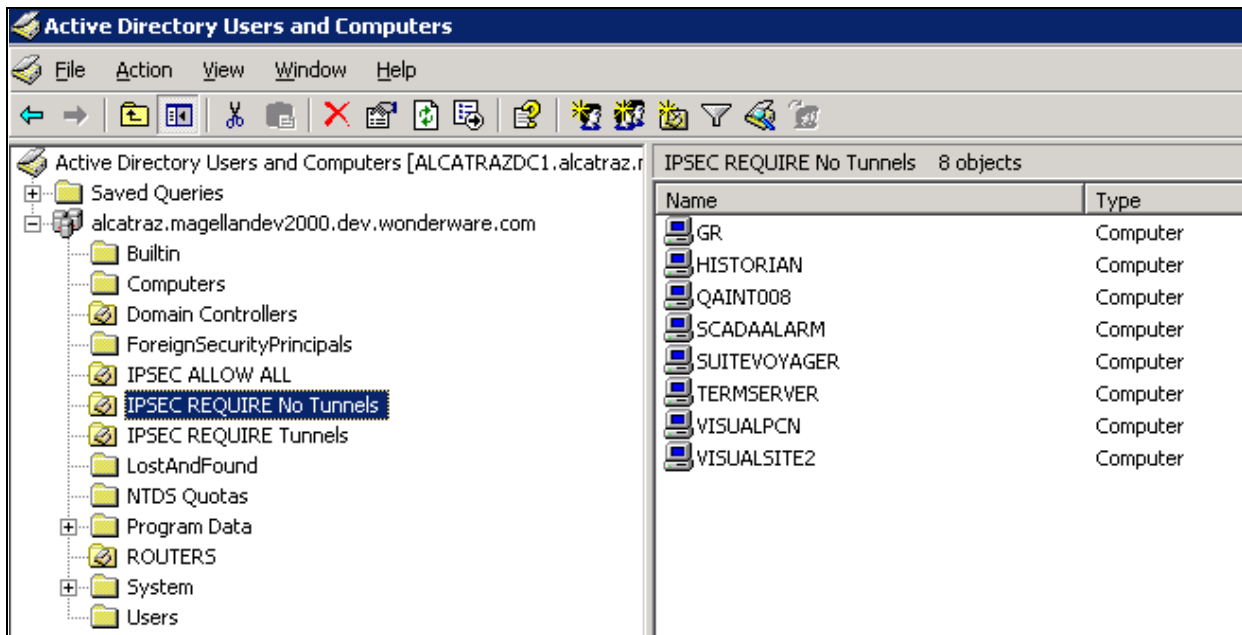 Active Directory Users and Computers
File Action View Window Help
Active Directory Users and Computers [ALCATRAZDC1.alcatraz.r
Saved Queries
alcatraz.magellandev2000.dev.wonderware.com
Builtin
Computers
Domain Controllers
ForeignSecurityPrincipals
IPSEC ALLOW ALL
IPSEC REQUIRE No Tunnels
IPSEC REQUIRE Tunnels
LostAndFound
NTDS Quotas
Program Data
ROUTERS
System
Users
IPSEC REQUIRE No Tunnels 8 objects
Name Type
GR Computer
HISTORIAN Computer
QAINT008 Computer
SCADAALARM Computer
SUITEVOYAGER Computer
TERMSERVER Computer
VISUALPCN Computer
VISUALSITE2 Computer